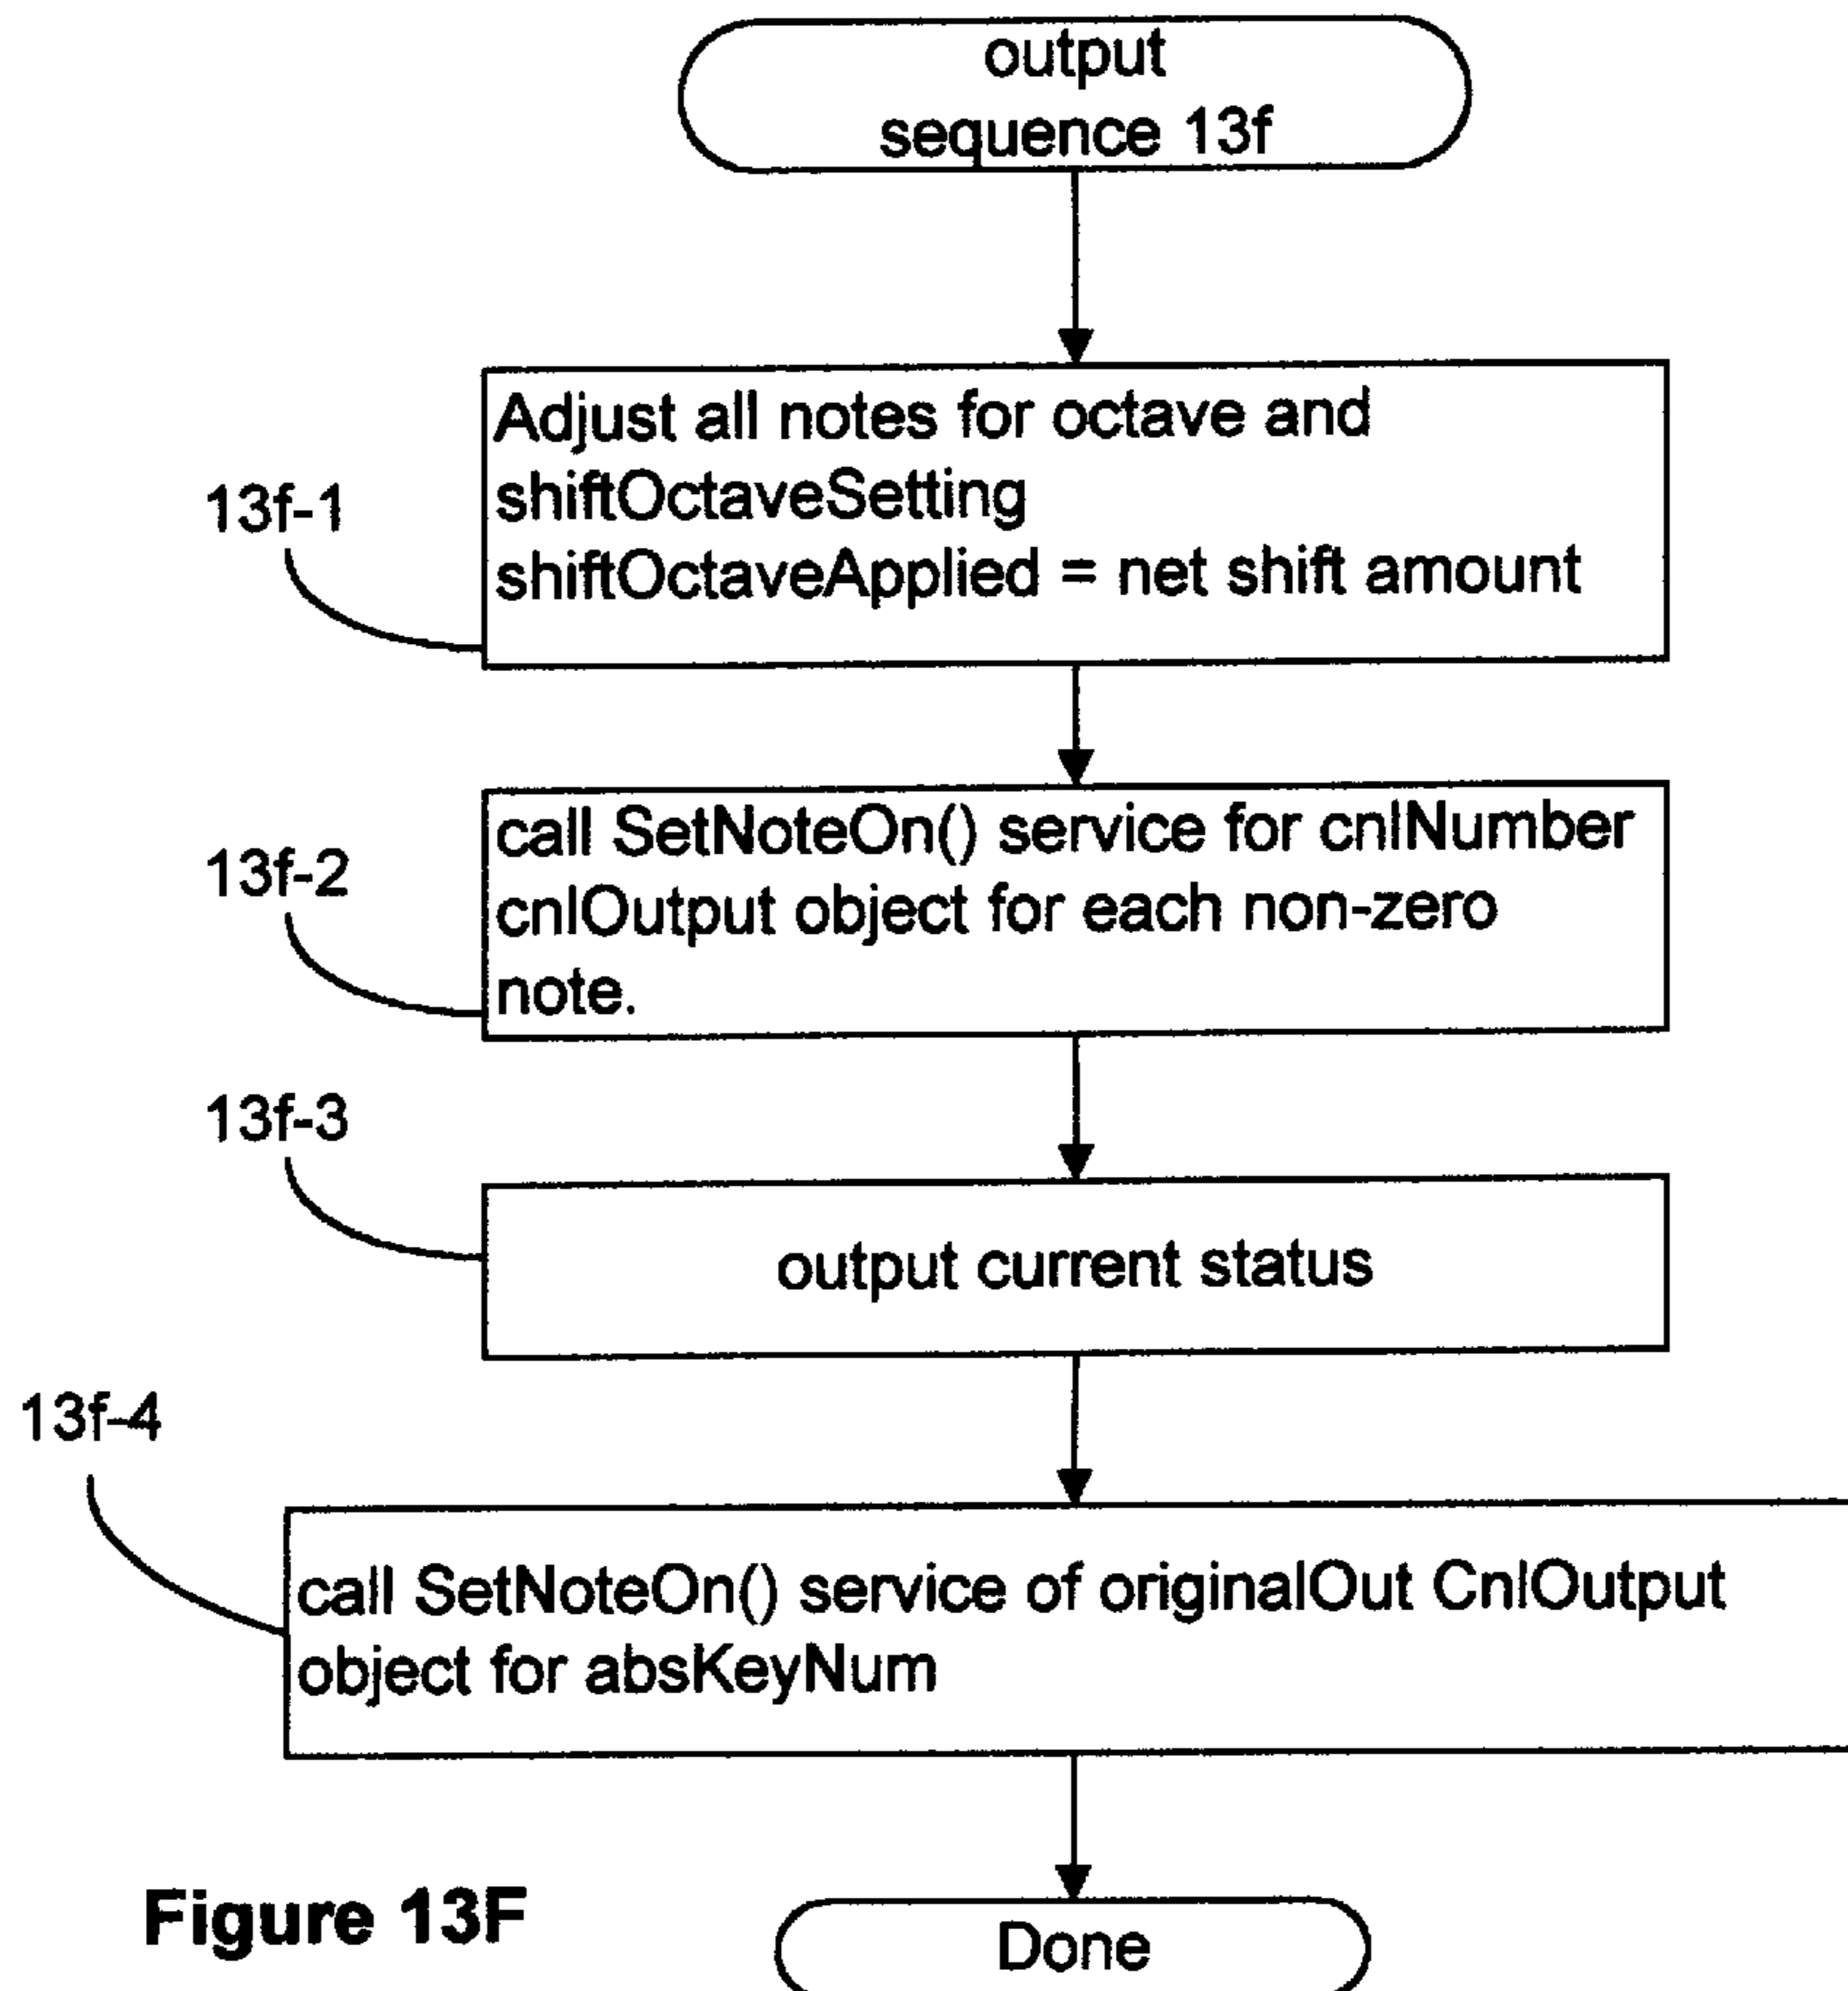 output
sequence 13f
13f-1
Adjust all notes for octave and
shiftOctaveSetting
shiftOctaveApplied = net shift amount
13f-2
call SetNoteOn() service for cnlNumber
cnlOutput object for each non-zero
note.
13f-3
output current status
13f-4
call SetNoteOn() service of originalOut CnlOutput
object for absKeyNum
Figure 13F
Done